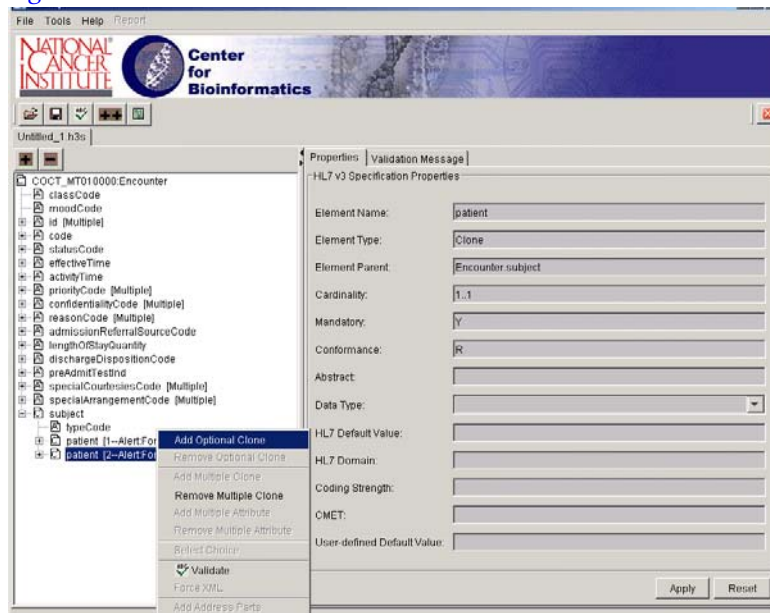 File Tools Help Report
NATIONAL
CANCER
INSTITUTE
Center
for
Bioinformatics
Untitled_1.h3s
Properties
Validation Message
COCT_MT010000:Encounter
classCode
moodCode
id [Multiple]
code
statusCode
effectiveTime
activityTime
priorityCode [Multiple]
confidentialityCode [Multiple]
reasonCode [Multiple]
admissionReferralSourceCode
lengthOfStayQuantity
dischargeDispositionCode
preAdmitTestInd
specialCourtesiesCode [Multiple]
specialArrangementCode [Multiple]
subject
typeCode
patient [1--Alert:For
patient [2--Alert:For
Add Optional Clone
Remove Optional Clone
Add Multiple Clone
Remove Multiple Clone
Add Multiple Attribute
Remove Multiple Attribute
Select Choice
Validate
Force XML
Add Address Parts
HL7 v3 Specification Properties
Element Name: patient
Element Type: Clone
Element Parent: Encounter.subject
Cardinality: 1..1
Mandatory: Y
Conformance: R
Abstract:
Data Type:
HL7 Default Value:
HL7 Domain:
Coding Strength:
CMET:
User-defined Default Value:
Apply Reset